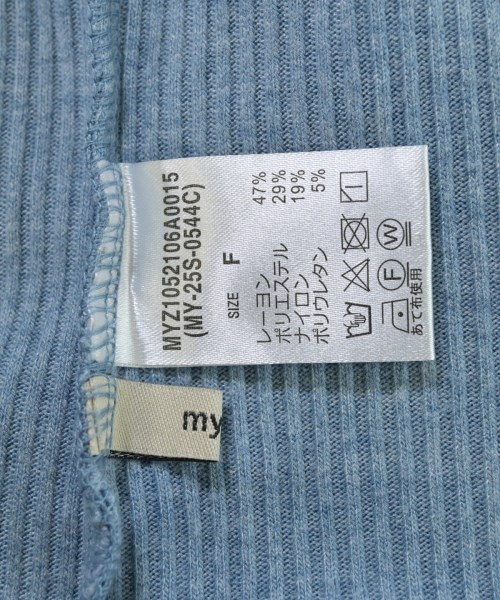 MYZ1052106A0015
(MY-25S-0544C)
SIZE F
レーヨン 47%
ポリエステル 29%
ナイロン 19%
ポリウレタン 5%
W
F
あて布使用
my